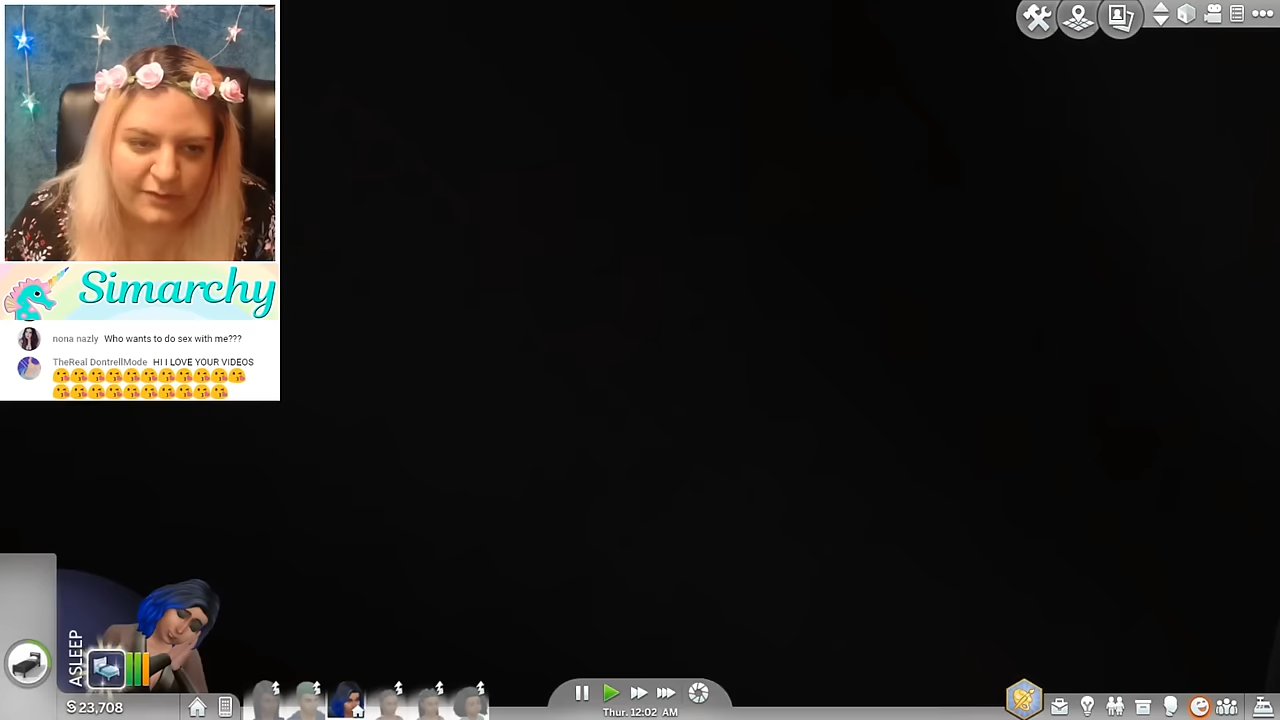 Simarchy
nona nazly Who wants to do sex with me???
TheReal DontrellMode HI I LOVE YOUR VIDEOS
ASLEEP
23,708
Thur. 12:02 AM